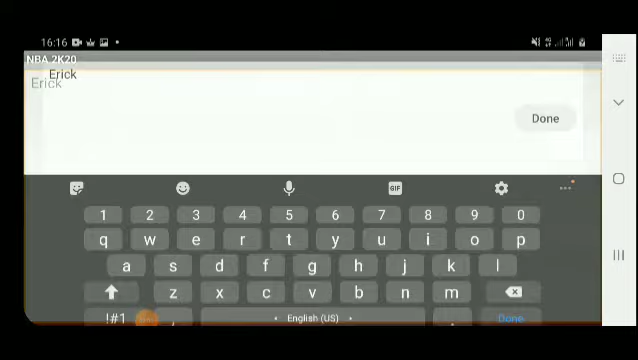 16:16
NBA 2K20
Erick
Erick
Done
GIF
1 2 3 4 5 6 7 8 9 0
q w e r t y u i o p
a s d f g h j k l
z x c v b n m
!#1 , English (US) . Done